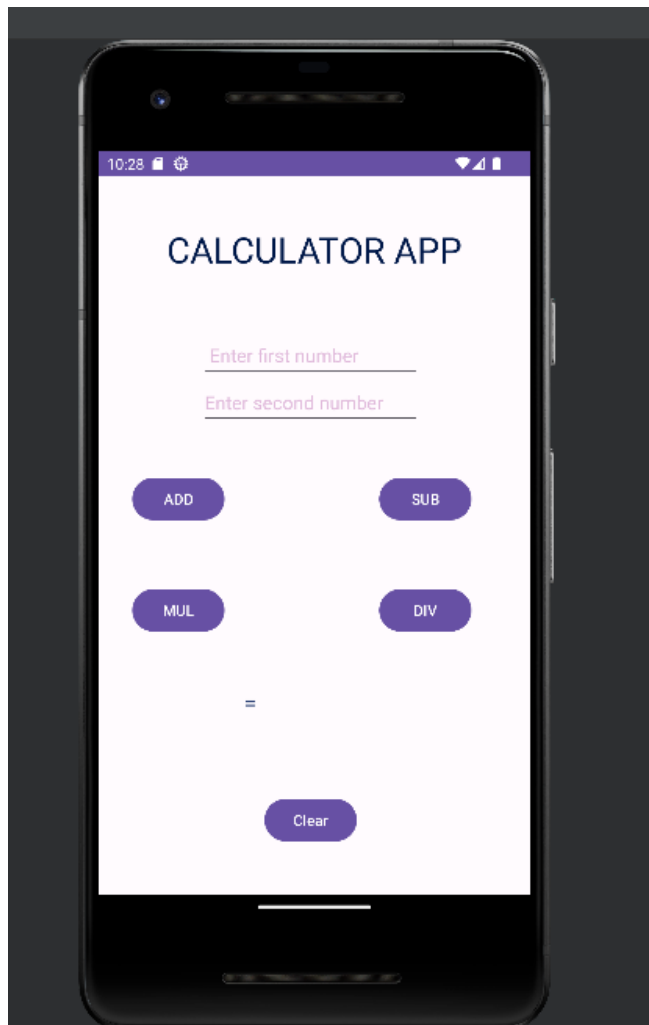 10:28
CALCULATOR APP
Enter first number
Enter second number
ADD SUB
MUL DIV
=
Clear